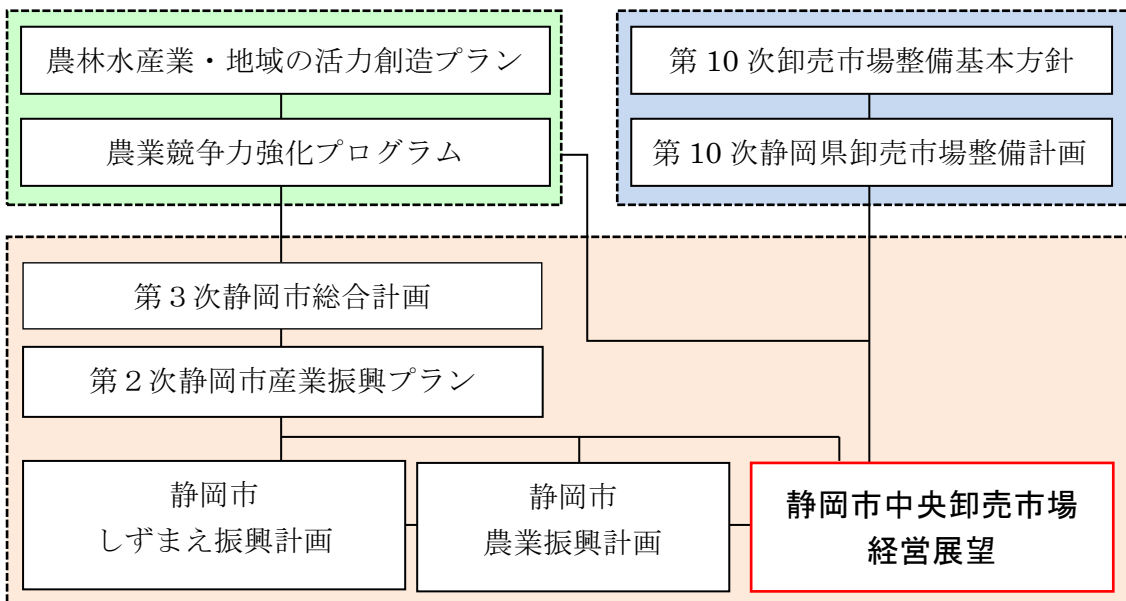 農林水産業・地域の活力創造プラン
農業競争力強化プログラム
第 10 次卸売市場整備基本方針
第 10 次静岡県卸売市場整備計画
第３次静岡市総合計画
第２次静岡市産業振興プラン
静岡市
しずまえ振興計画
静岡市
農業振興計画
静岡市中央卸売市場
経営展望